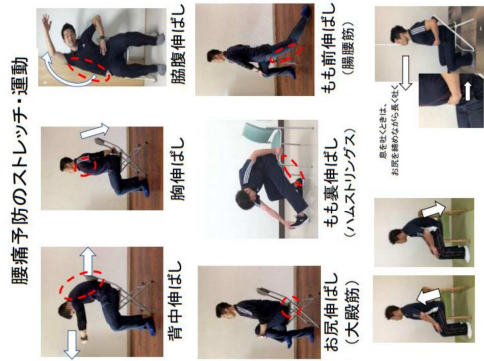 腰痛予防のストレッチ・運動
背中伸ばし
胸伸ばし
脇腹伸ばし
お尻伸ばし
(大殿筋)
もも裏伸ばし
(ハムストリングス)
もも前伸ばし
(腸腰筋)
息を吐くときは、
お尻を締めながら長く吐く